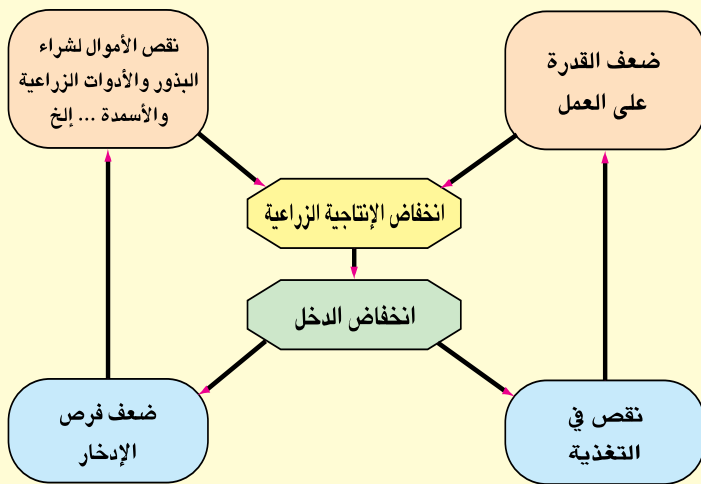 ضعف القدرة
على العمل
نقص الأموال لشراء
البذور والأدوات الزراعية
والأسمدة ... إلخ
انخفاض الإنتاجية الزراعية
انخفاض الدخل
نقص في
التغذية
ضعف فرص
الإدخار